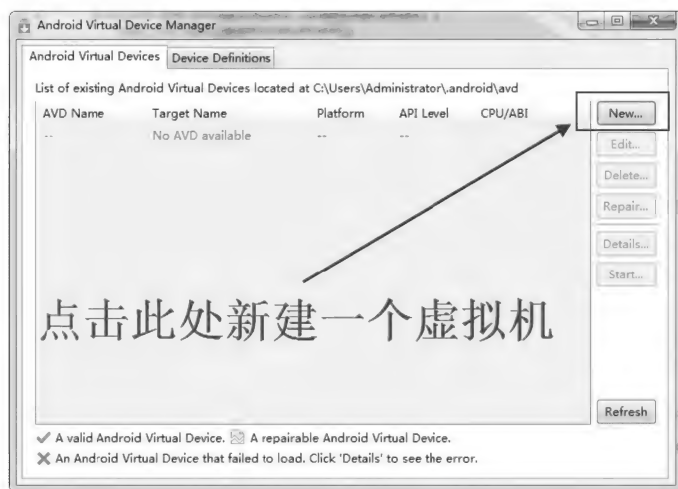 Android Virtual Device Manager
Android Virtual Devices Device Definitions
List of existing Android Virtual Devices located at C:\Users\Administrator\.android\avd
AVD Name Target Name Platform API Level CPU/ABI New...
-- No AVD available -- --
Edit...
Delete...
Repair...
Details...
Start...
点击此处新建一个虚拟机
Refresh
A valid Android Virtual Device. A repairable Android Virtual Device.
An Android Virtual Device that failed to load. Click 'Details' to see the error.